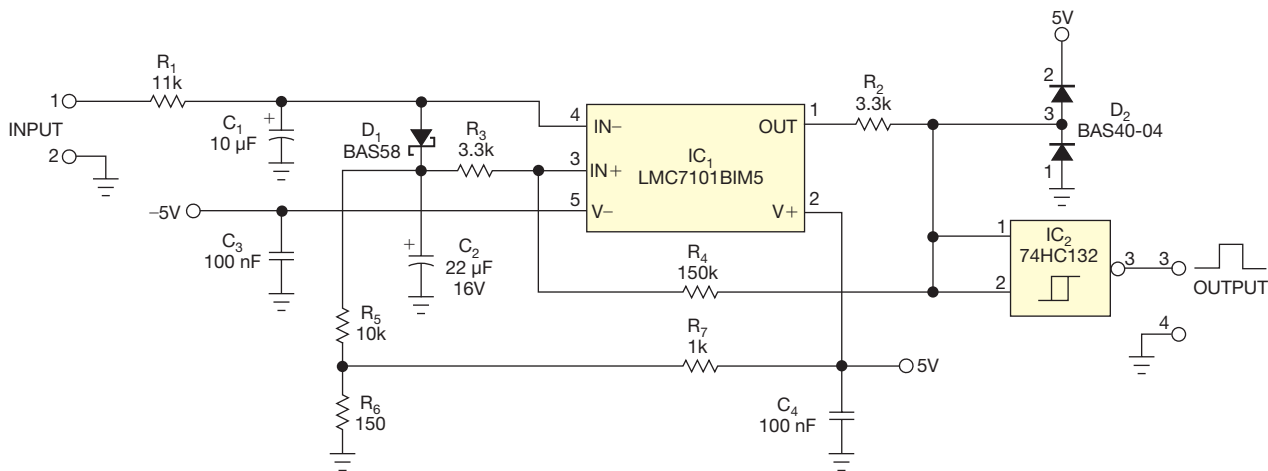 INPUT
1
2
R1
11k
C1
10 µF
+
D1
BAS58
R3
3.3k
4
IN−
3
IN+
5
V−
IC1
LMC7101BIM5
OUT
1
V+
2
−5V
C3
100 nF
+
C2
22 µF
16V
R5
10k
R6
150
R4
150k
R7
1k
5V
C4
100 nF
R2
3.3k
5V
2
3
1
D2
BAS40-04
1
2
IC2
74HC132
3
3
OUTPUT
4